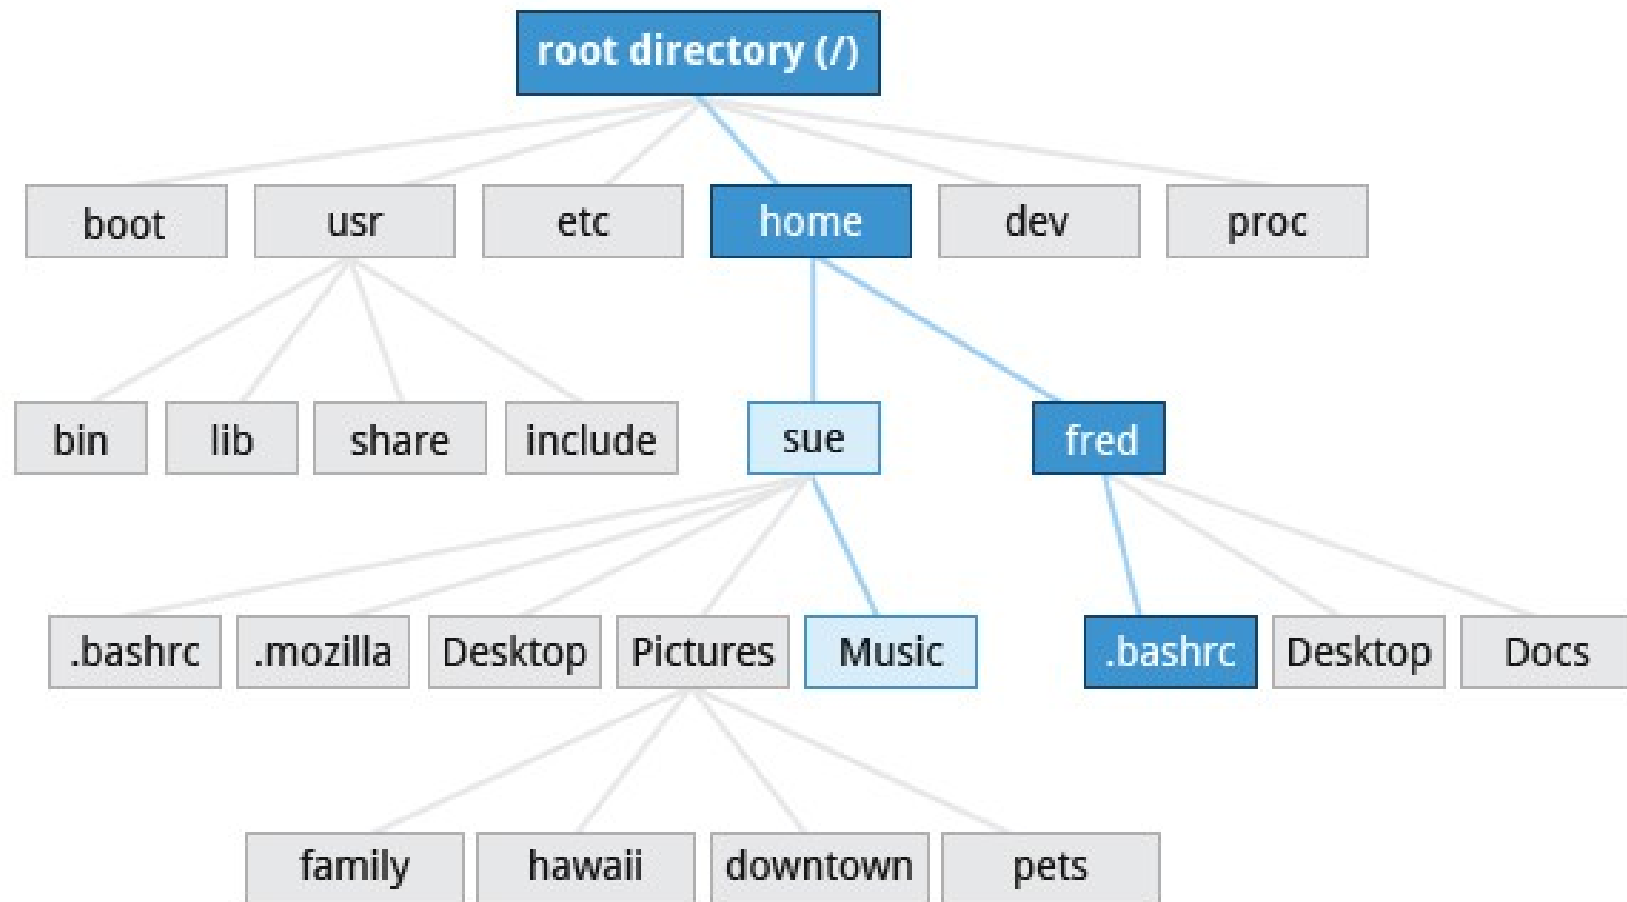 root directory (/)
boot usr etc home dev proc
bin lib share include sue fred
.bashrc .mozilla Desktop Pictures Music .bashrc Desktop Docs
family hawaii downtown pets